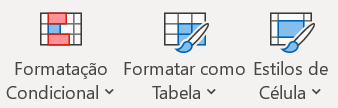 Formatação Formatar como Estilos de
Condicional Tabela Célula